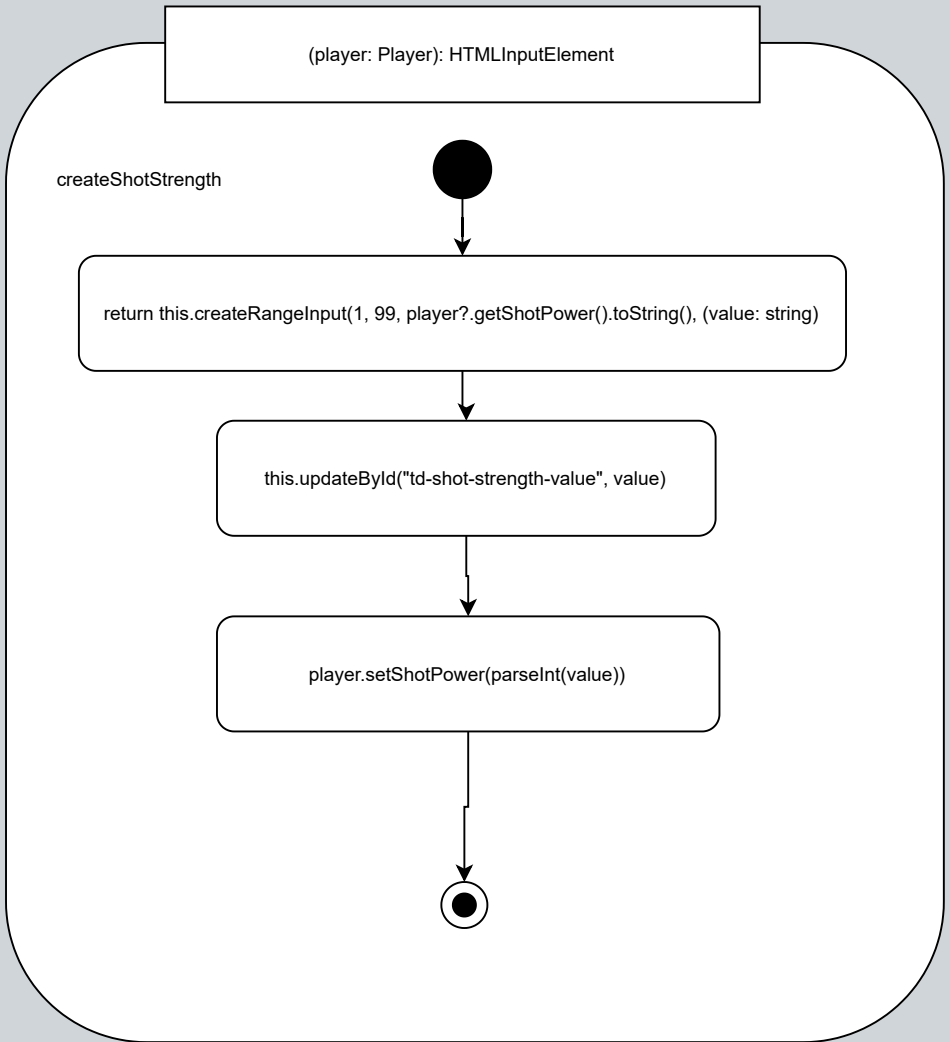 (player: Player): HTMLInputElement
createShotStrength
return this.createRangeInput(1, 99, player?.getShotPower().toString(), (value: string)
this.updateById("td-shot-strength-value", value)
player.setShotPower(parseInt(value))